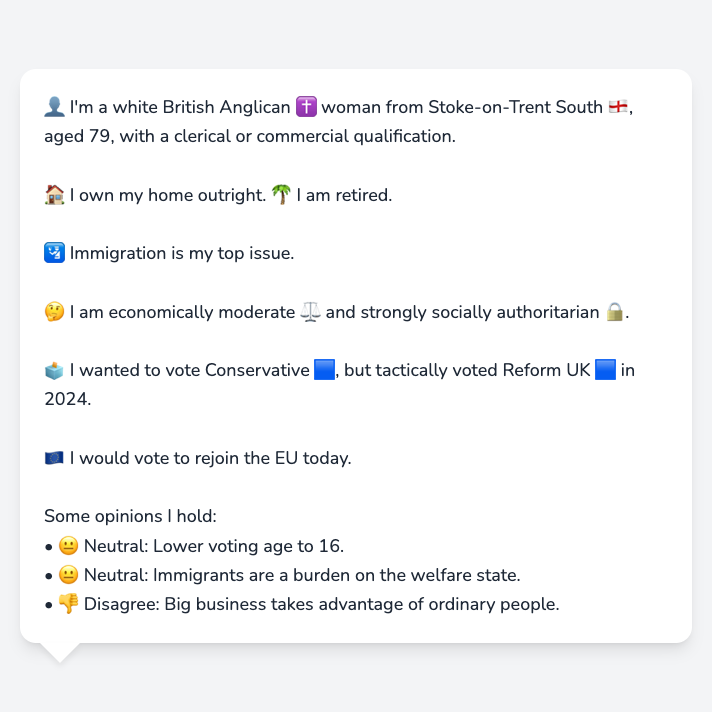 👤 I'm a white British Anglican ✝️ woman from Stoke-on-Trent South 🏴󠁧󠁢󠁥󠁮󠁧󠁿,
aged 79, with a clerical or commercial qualification.
🏠 I own my home outright. 🌴 I am retired.
🛂 Immigration is my top issue.
🤔 I am economically moderate ⚖️ and strongly socially authoritarian 🔒.
🗳️ I wanted to vote Conservative 🟦, but tactically voted Reform UK 🟦 in
2024.
🇪🇺 I would vote to rejoin the EU today.
Some opinions I hold:
• 😐 Neutral: Lower voting age to 16.
• 😐 Neutral: Immigrants are a burden on the welfare state.
• 👎 Disagree: Big business takes advantage of ordinary people.